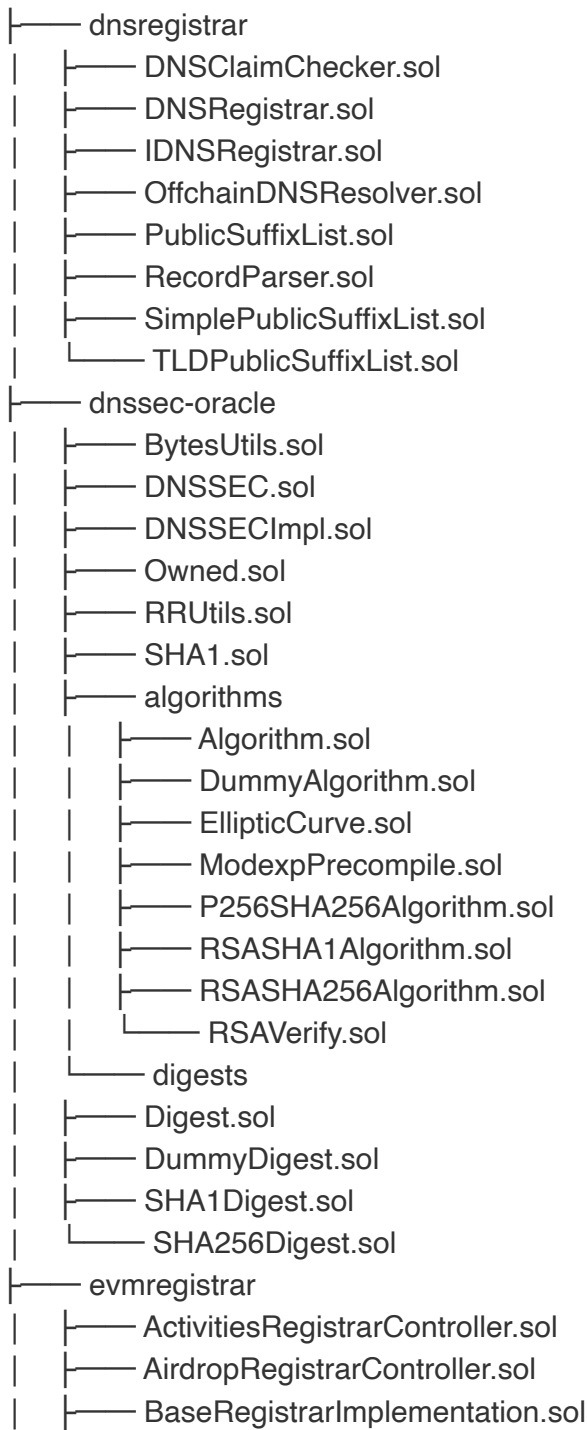 ├── dnsregistrar
│ ├── DNSClaimChecker.sol
│ ├── DNSRegistrar.sol
│ ├── IDNSRegistrar.sol
│ ├── OffchainDNSResolver.sol
│ ├── PublicSuffixList.sol
│ ├── RecordParser.sol
│ ├── SimplePublicSuffixList.sol
│ └── TLDPublicSuffixList.sol
├── dnssec-oracle
│ ├── BytesUtils.sol
│ ├── DNSSEC.sol
│ ├── DNSSECImpl.sol
│ ├── Owned.sol
│ ├── RRUtils.sol
│ ├── SHA1.sol
│ ├── algorithms
│ │ ├── Algorithm.sol
│ │ ├── DummyAlgorithm.sol
│ │ ├── EllipticCurve.sol
│ │ ├── ModexpPrecompile.sol
│ │ ├── P256SHA256Algorithm.sol
│ │ ├── RSASHA1Algorithm.sol
│ │ ├── RSASHA256Algorithm.sol
│ │ └── RSAVerify.sol
│ └── digests
│ ├── Digest.sol
│ ├── DummyDigest.sol
│ ├── SHA1Digest.sol
│ └── SHA256Digest.sol
├── evmregistrar
│ ├── ActivitiesRegistrarController.sol
│ ├── AirdropRegistrarController.sol
│ ├── BaseRegistrarImplementation.sol